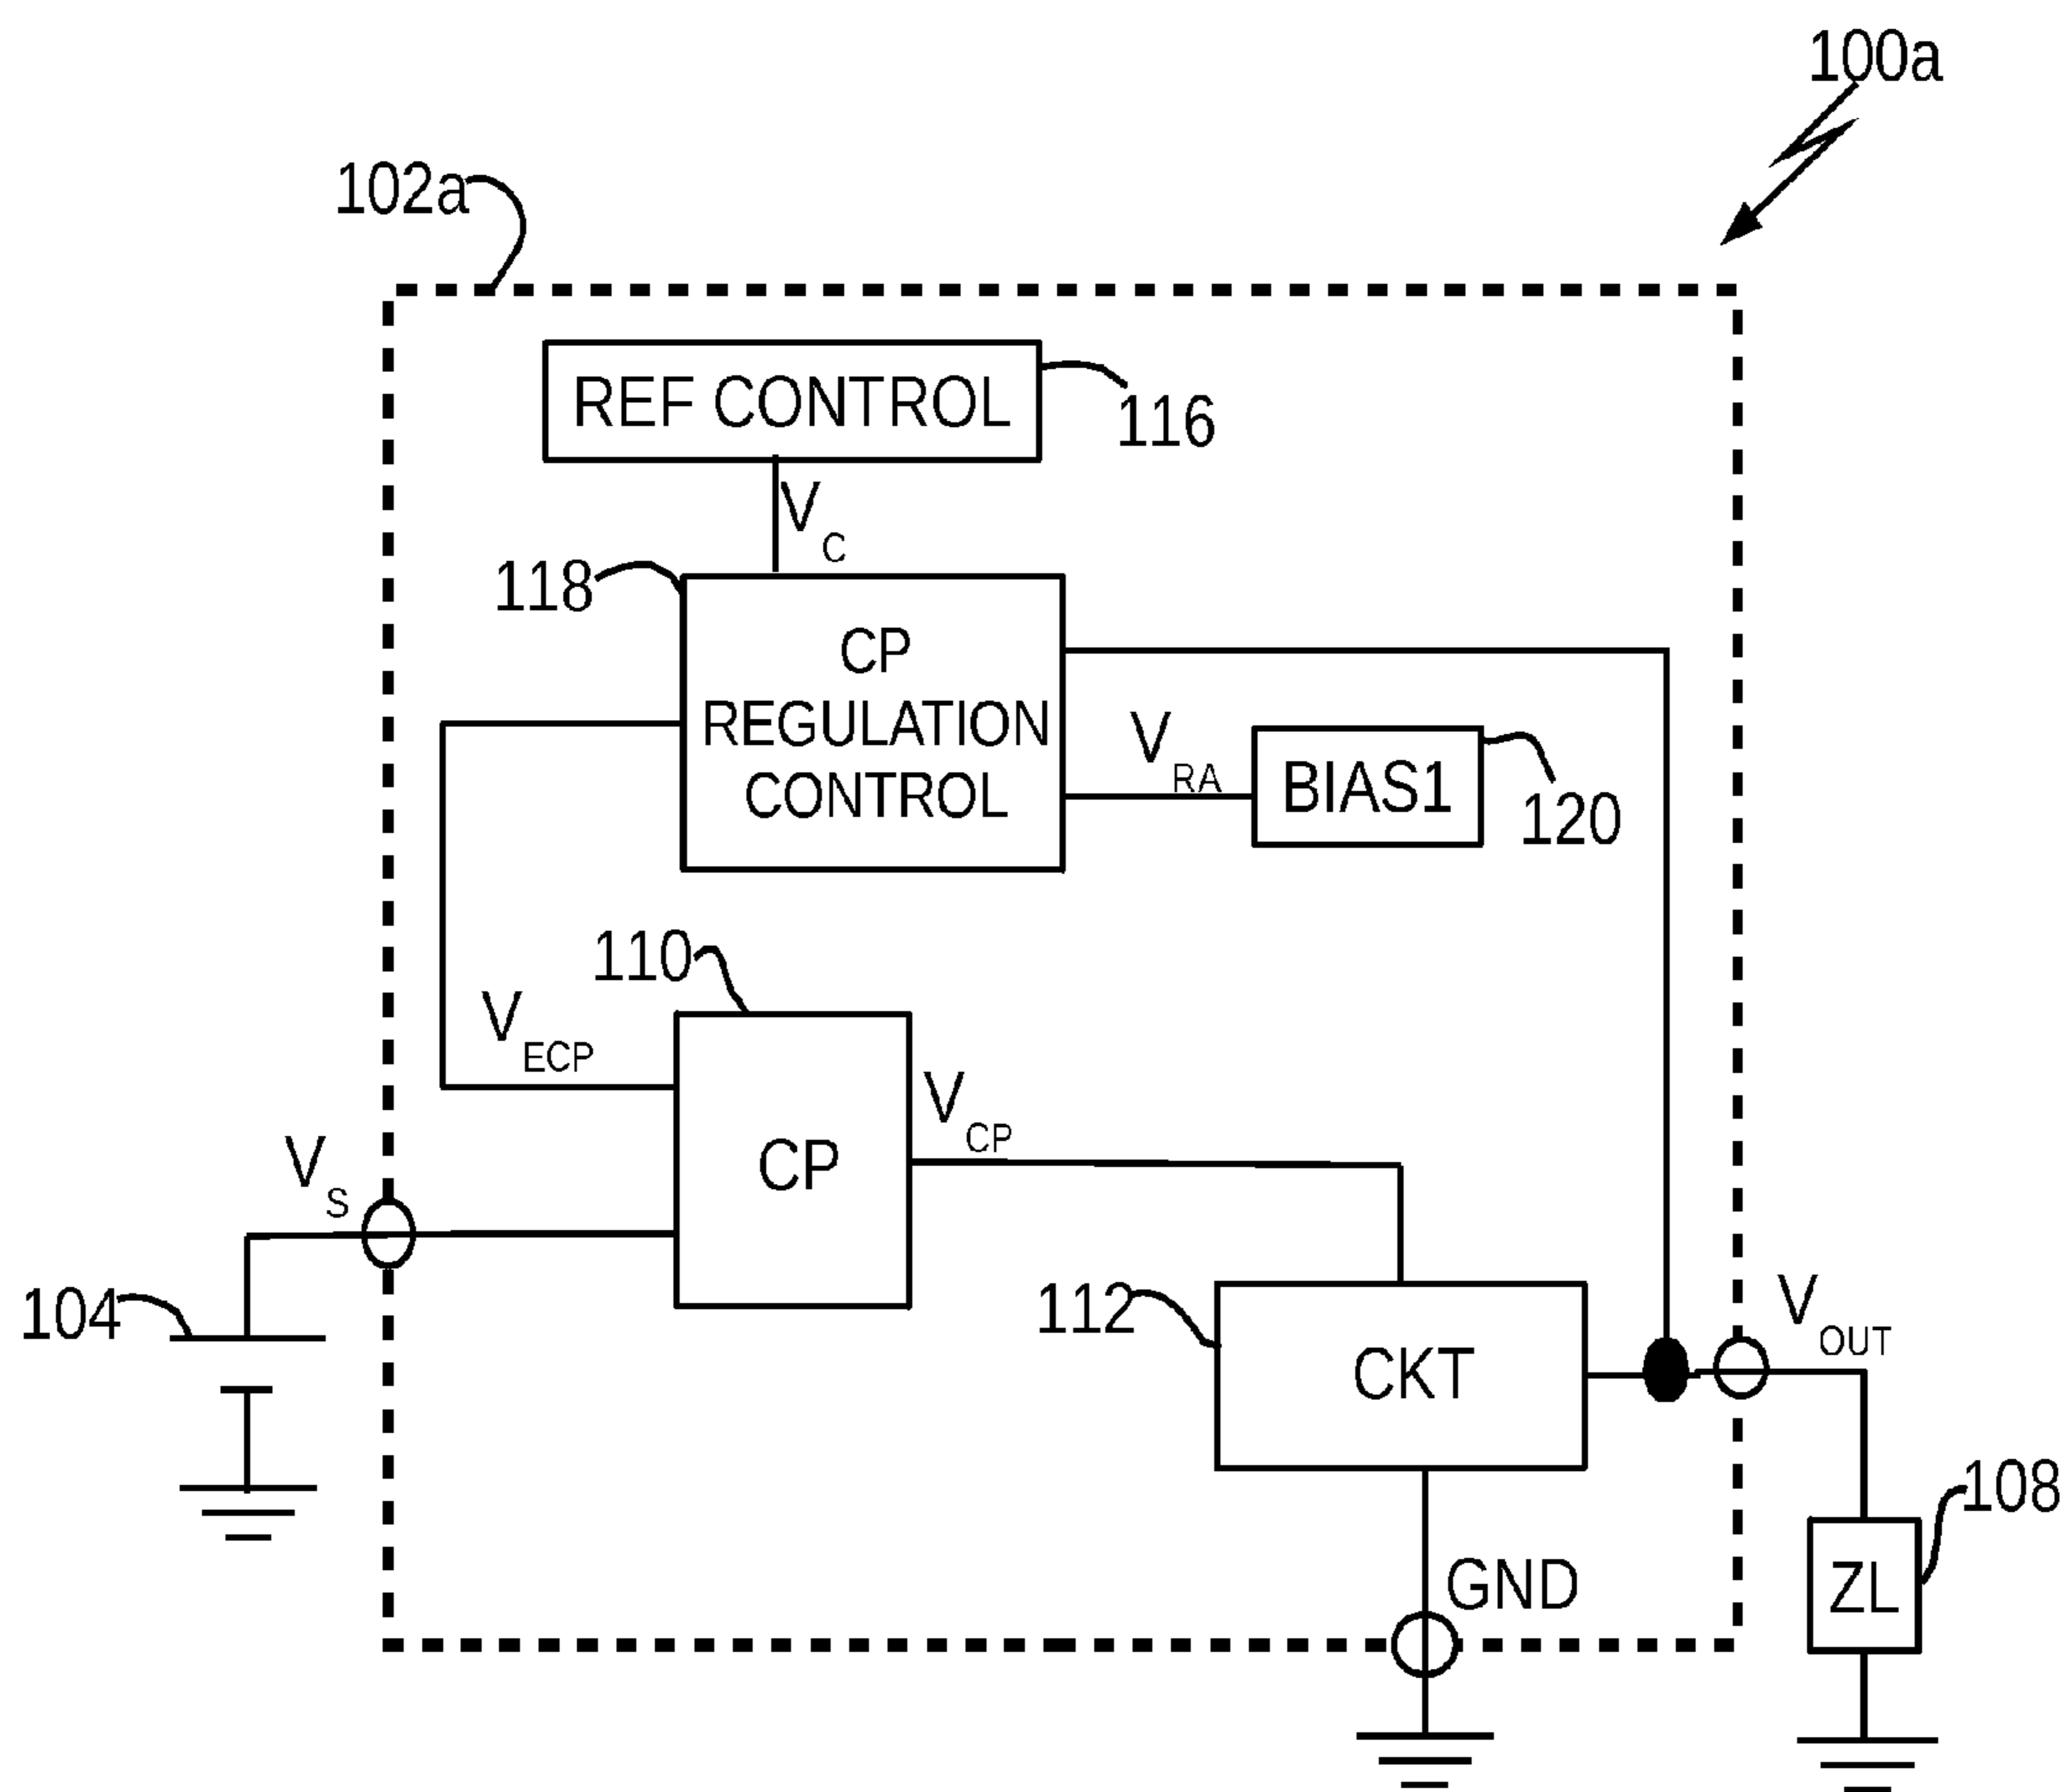 100a
102a
REF CONTROL
116
VC
118
CP
REGULATION
CONTROL
VRA
BIAS1
120
110
VECP
VCP
CP
VS
104
112
CKT
VOUT
108
GND
ZL